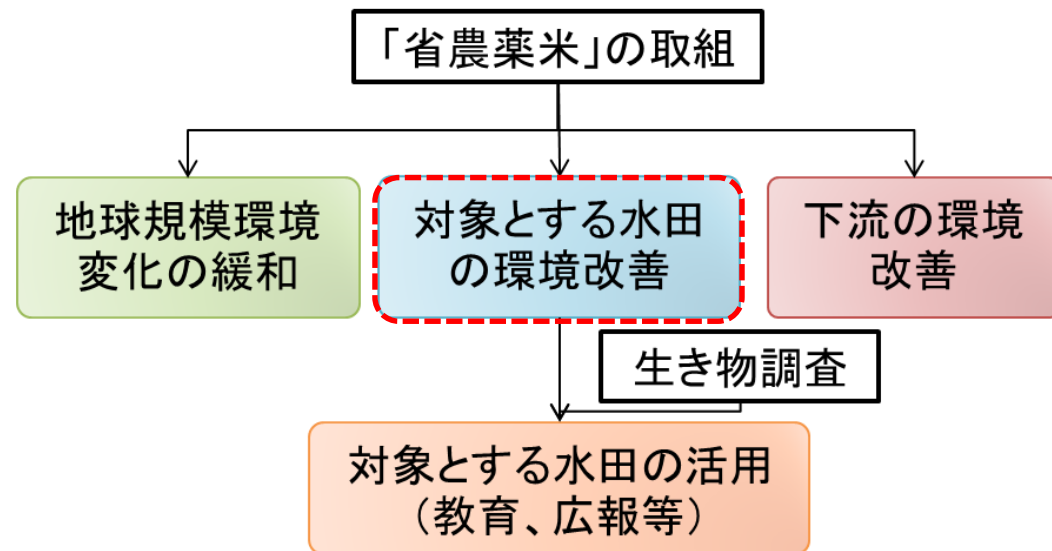 「省農薬米」の取組
地球規模環境
変化の緩和
対象とする水田
の環境改善
下流の環境
改善
生き物調査
対象とする水田の活用
（教育、広報等）